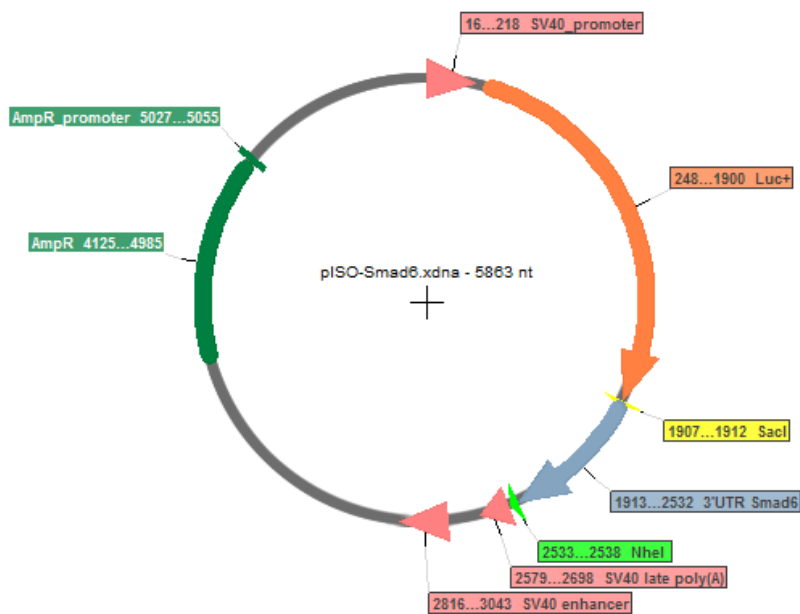 16...218 SV40_promoter
AmpR_promoter 5027...5055
248...1900 Luc+
AmpR 4125...4985
pISO-Smad6.xdna - 5863 nt
1907...1912 SacI
1913...2532 3'UTR Smad6
2533...2538 NheI
2579...2698 SV40 late poly(A)
2816...3043 SV40 enhancer